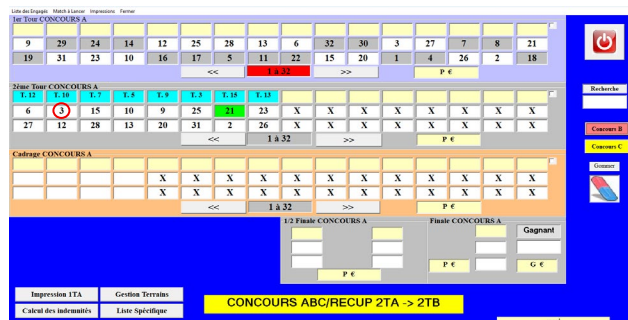 Liste des Engagés Match à Lancer Impressions Fermer
1er Tour CONCOURS A
9 29 24 14 12 25 28 13 6 32 30 3 27 7 8 21
19 31 23 10 16 17 5 11 22 15 20 1 4 26 2 18
<< 1 à 32 >> P €
2ème Tour CONCOURS A
T. 12 T. 10 T. 7 T. 5 T. 9 T. 3 T. 15 T. 13
6 3 15 10 9 25 21 23 X X X X X X X X
27 12 28 13 20 31 2 26 X X X X X X X X
<< 1 à 32 >> P €
Cadrage CONCOURS A
X X X X X X X X X X X X
X X X X X X X X X X X X
<< 1 à 32 >> P €
Recherche
Concours B
Concours C
Gommer
1/2 Finale CONCOURS A
P €
Finale CONCOURS A
Gagnant
P € G €
Impression 1TA Gestion Terrains
Calcul des indemnités Liste Spécifique
CONCOURS ABC/RECUP 2TA -> 2TB